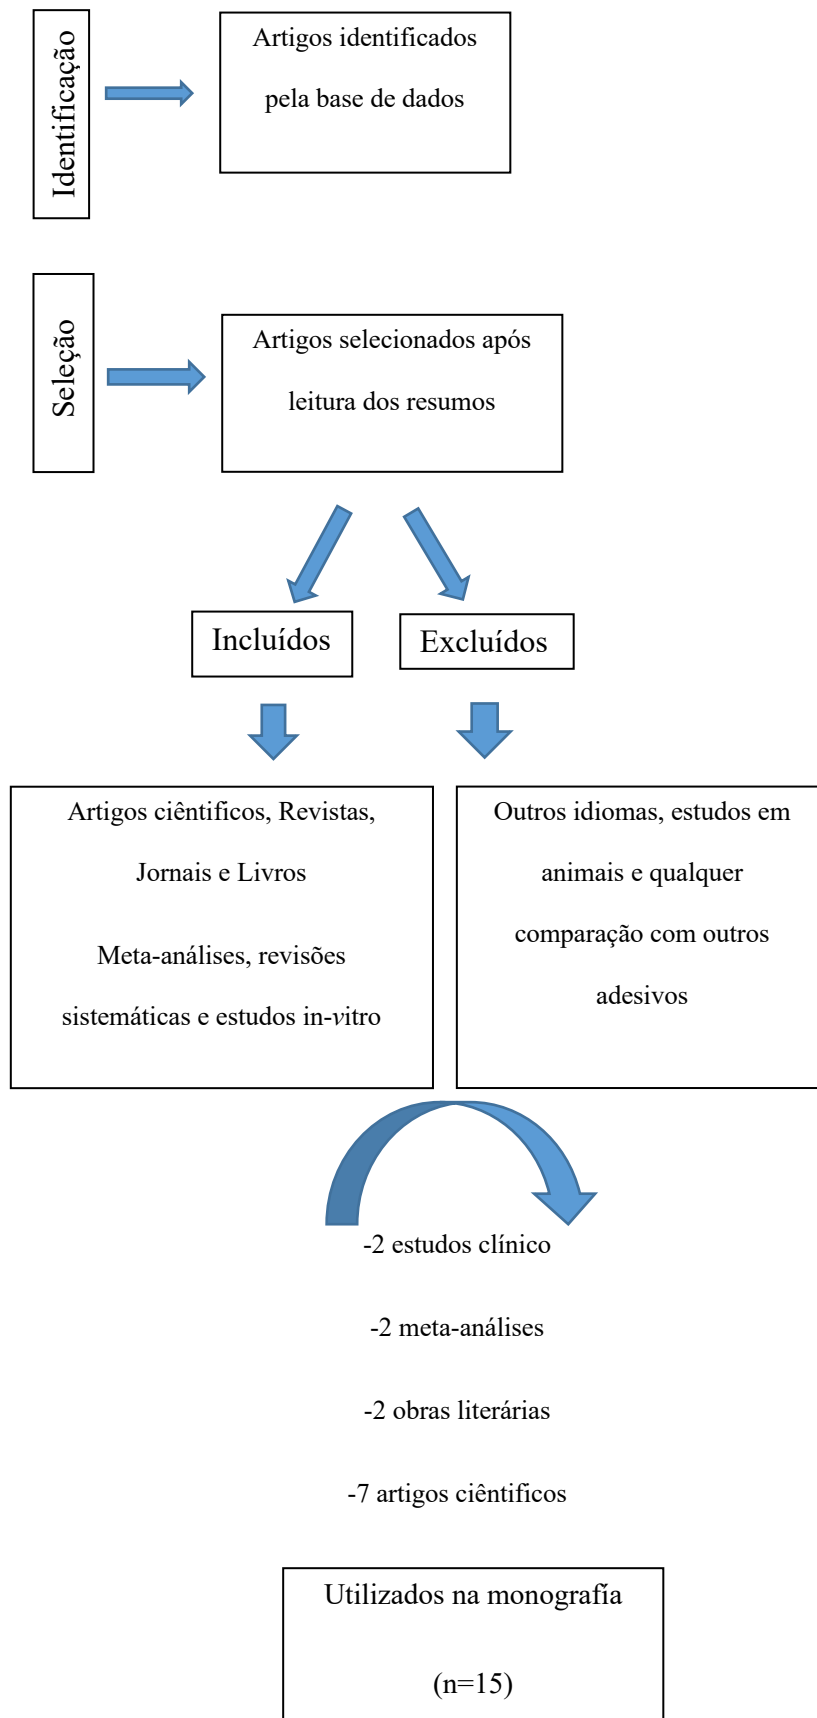 Identificação
Artigos identificados
pela base de dados
Seleção
Artigos selecionados após
leitura dos resumos
Incluídos
Excluídos
Artigos ciêntificos, Revistas,
Jornais e Livros
Meta-análises, revisões
sistemáticas e estudos in-vitro
Outros idiomas, estudos em
animais e qualquer
comparação com outros
adesivos
-2 estudos clínico
-2 meta-análises
-2 obras literárias
-7 artigos ciêntificos
Utilizados na monografía
(n=15)